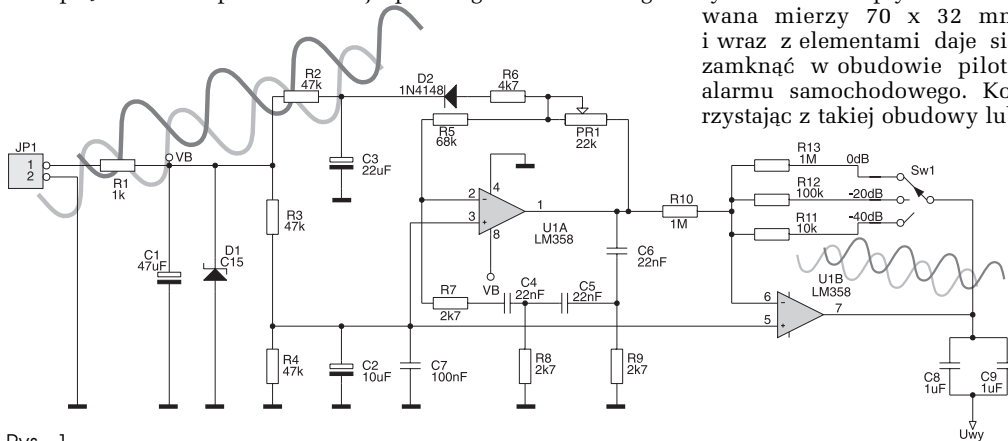 wana mierzy 70 x 32 mm
i wraz z elementami daje si
zamknąć w obudowie pilot
alarmu samochodowego. Ko
rzystając z takiej obudowy lu
JP1
1
2
R1
1k
VB
C1
47uF
D1
C15
R2
47k
R3
47k
R4
47k
C3
22uF
C2
10uF
C7
100nF
D2
1N4148
R6
4k7
R5
68k
PR1
22k
4
2
-
3
+
8
1
U1A
LM358
VB
R7
2k7
C4
22nF
C5
22nF
C6
22nF
R8
2k7
R9
2k7
R10
1M
R13
1M
0dB
R12
100k
-20dB
R11
10k
-40dB
Sw1
U1B
LM358
6
-
5
+
7
C8
1uF
C9
1uF
Uwy